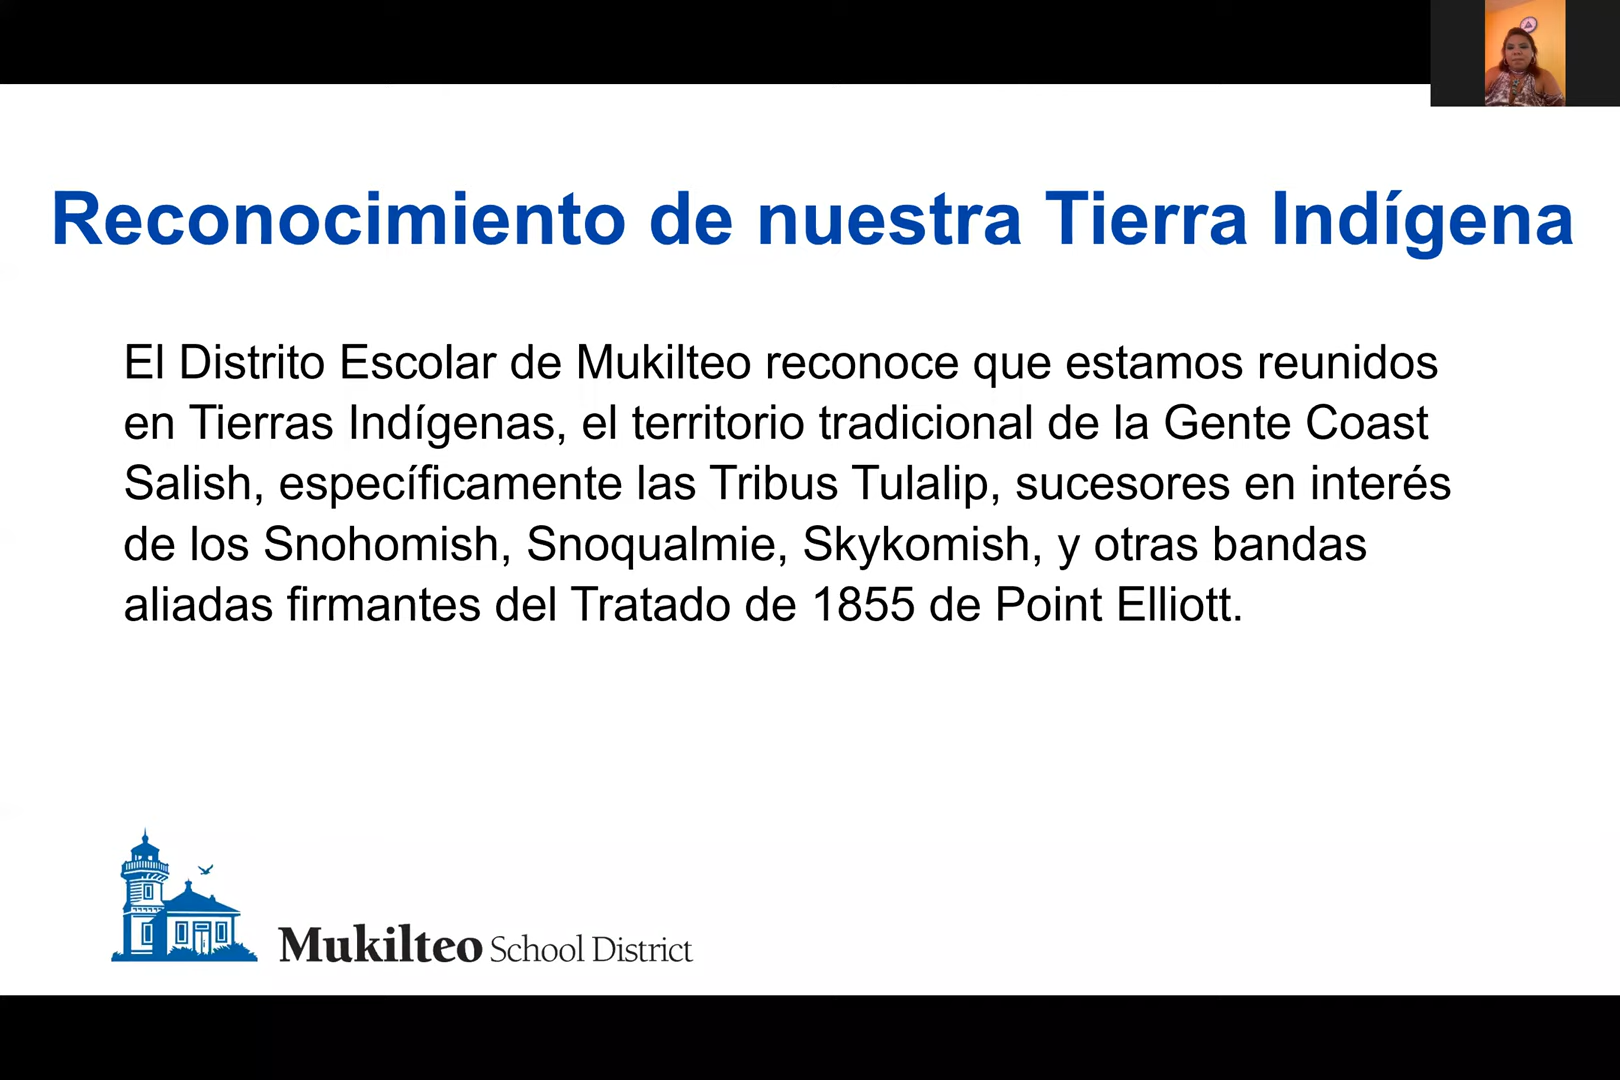 Reconocimiento de nuestra Tierra Indígena
El Distrito Escolar de Mukilteo reconoce que estamos reunidos
en Tierras Indígenas, el territorio tradicional de la Gente Coast
Salish, específicamente las Tribus Tulalip, sucesores en interés
de los Snohomish, Snoqualmie, Skykomish, y otras bandas
aliadas firmantes del Tratado de 1855 de Point Elliott.
Mukilteo School District